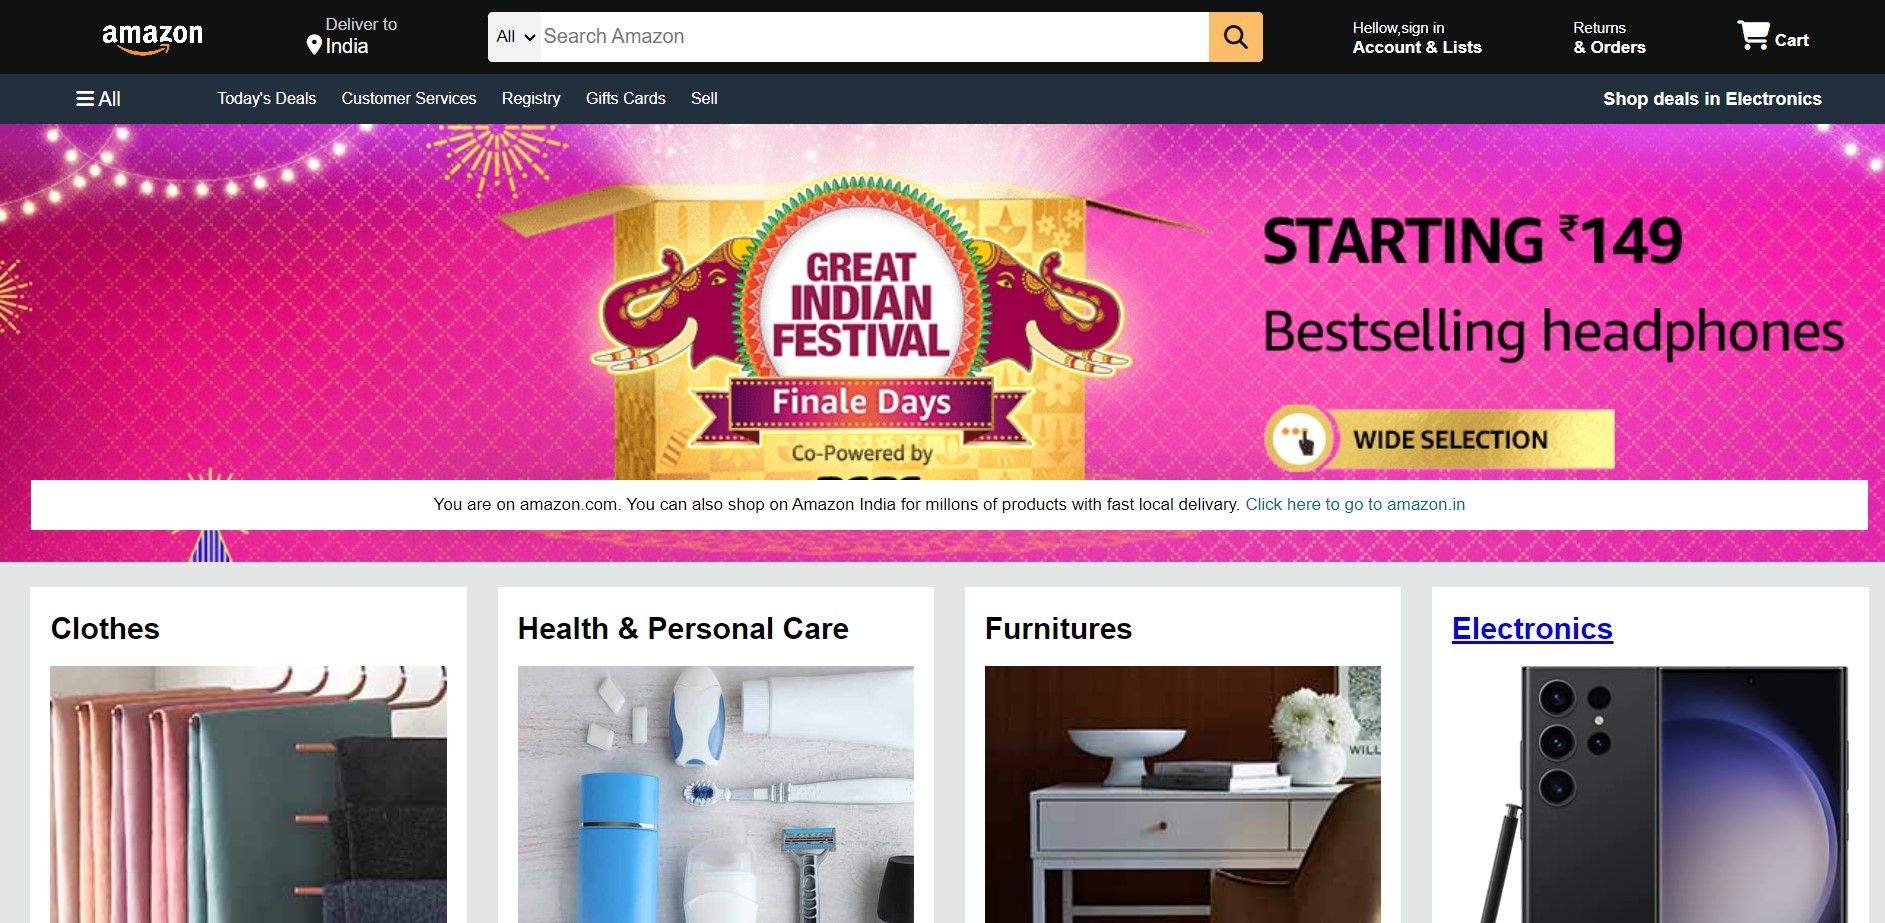 amazon
Deliver to
India
All
Search Amazon
Hellow,sign in
Account & Lists
Returns
& Orders
Cart
All
Today's Deals
Customer Services
Registry
Gifts Cards
Sell
Shop deals in Electronics
GREAT
INDIAN
FESTIVAL
Finale Days
Co-Powered by
STARTING ₹149
Bestselling headphones
WIDE SELECTION
You are on amazon.com. You can also shop on Amazon India for millons of products with fast local delivary. Click here to go to amazon.in
Clothes
Health & Personal Care
Furnitures
Electronics
WILL